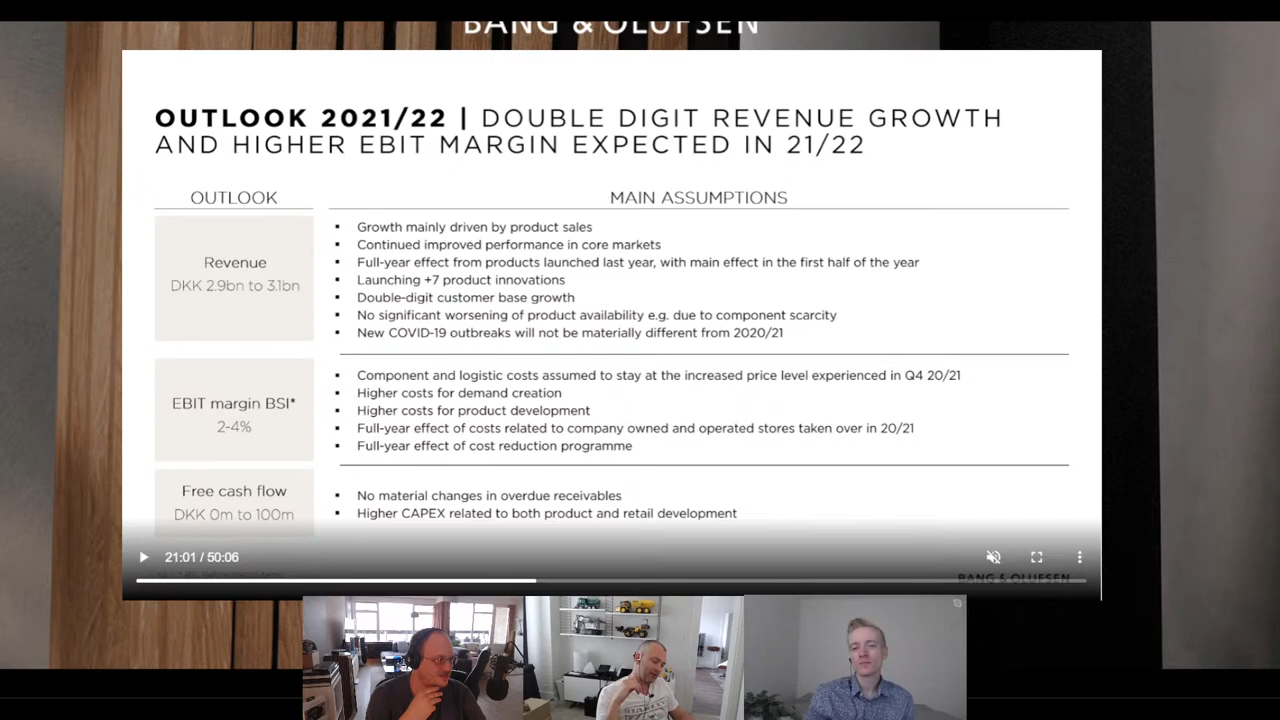 BANG & OLUFSEN
OUTLOOK 2021/22 | DOUBLE DIGIT REVENUE GROWTH
AND HIGHER EBIT MARGIN EXPECTED IN 21/22
OUTLOOK
MAIN ASSUMPTIONS
Revenue
DKK 2.9bn to 3.1bn
▪ Growth mainly driven by product sales
▪ Continued improved performance in core markets
▪ Full-year effect from products launched last year, with main effect in the first half of the year
▪ Launching +7 product innovations
▪ Double-digit customer base growth
▪ No significant worsening of product availability e.g. due to component scarcity
▪ New COVID-19 outbreaks will not be materially different from 2020/21
EBIT margin BSI*
2-4%
▪ Component and logistic costs assumed to stay at the increased price level experienced in Q4 20/21
▪ Higher costs for demand creation
▪ Higher costs for product development
▪ Full-year effect of costs related to company owned and operated stores taken over in 20/21
▪ Full-year effect of cost reduction programme
Free cash flow
DKK 0m to 100m
▪ No material changes in overdue receivables
▪ Higher CAPEX related to both product and retail development
21:01 / 50:06
BANG & OLUFSEN